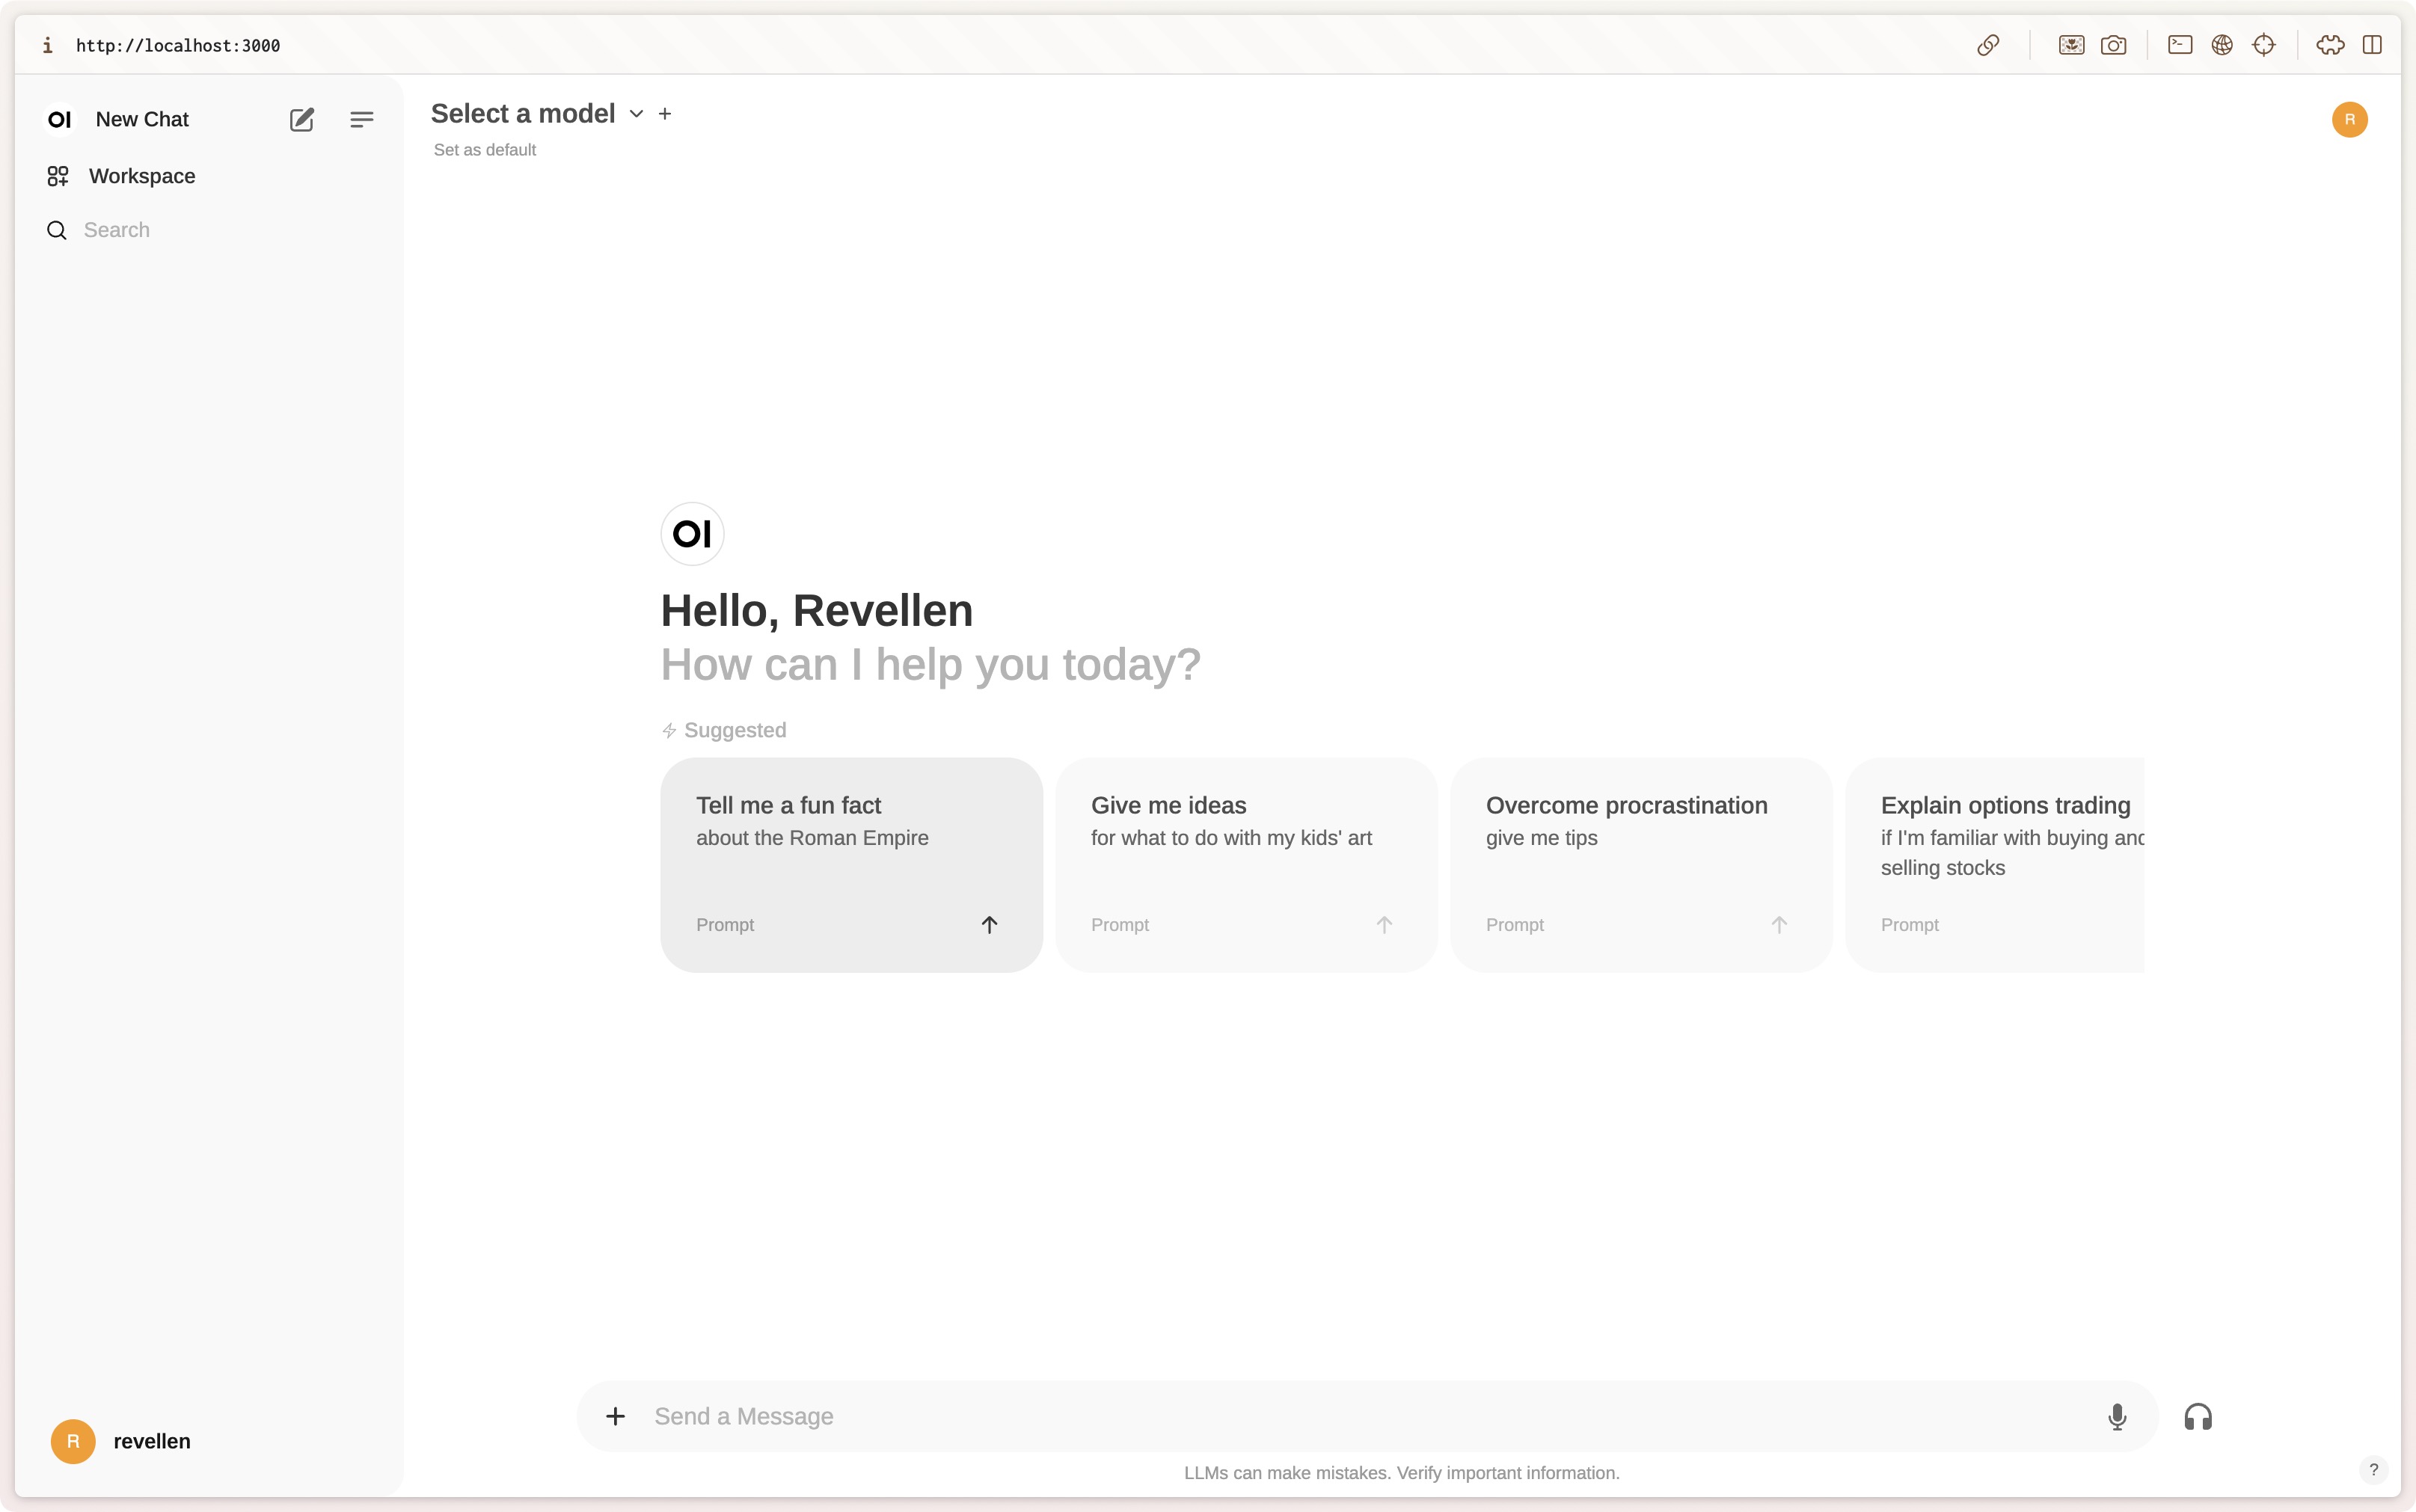 http://localhost:3000
OI New Chat
Workspace
Search
Select a model
Set as default
R
OI
Hello, Revellen
How can I help you today?
Suggested
Tell me a fun fact
about the Roman Empire
Prompt
Give me ideas
for what to do with my kids' art
Prompt
Overcome procrastination
give me tips
Prompt
Explain options trading
if I'm familiar with buying and
selling stocks
Prompt
Send a Message
R revellen
LLMs can make mistakes. Verify important information.
?